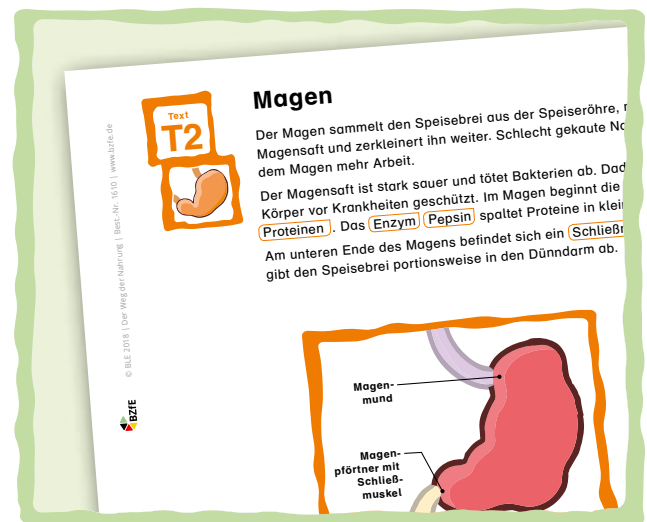 Magen
Text
T2
Der Magen sammelt den Speisebrei aus der Speiseröhre,
Magensaft und zerkleinert ihn weiter. Schlecht gekaute
dem Magen mehr Arbeit.
Der Magensaft ist stark sauer und tötet Bakterien ab.
Körper vor Krankheiten geschützt. Im Magen beginnt die
Proteinen. Das Enzym Pepsin spaltet Proteine in
Am unteren Ende des Magens befindet sich ein
gibt den Speisebrei portionsweise in den Dünndarm ab.
Magen-
mund
Magen-
pförtner mit
Schließ-
muskel
© BLE 2018 | Der Weg der Nahrung | Best.-Nr. 1610 | www.bzfe.de
BZfE